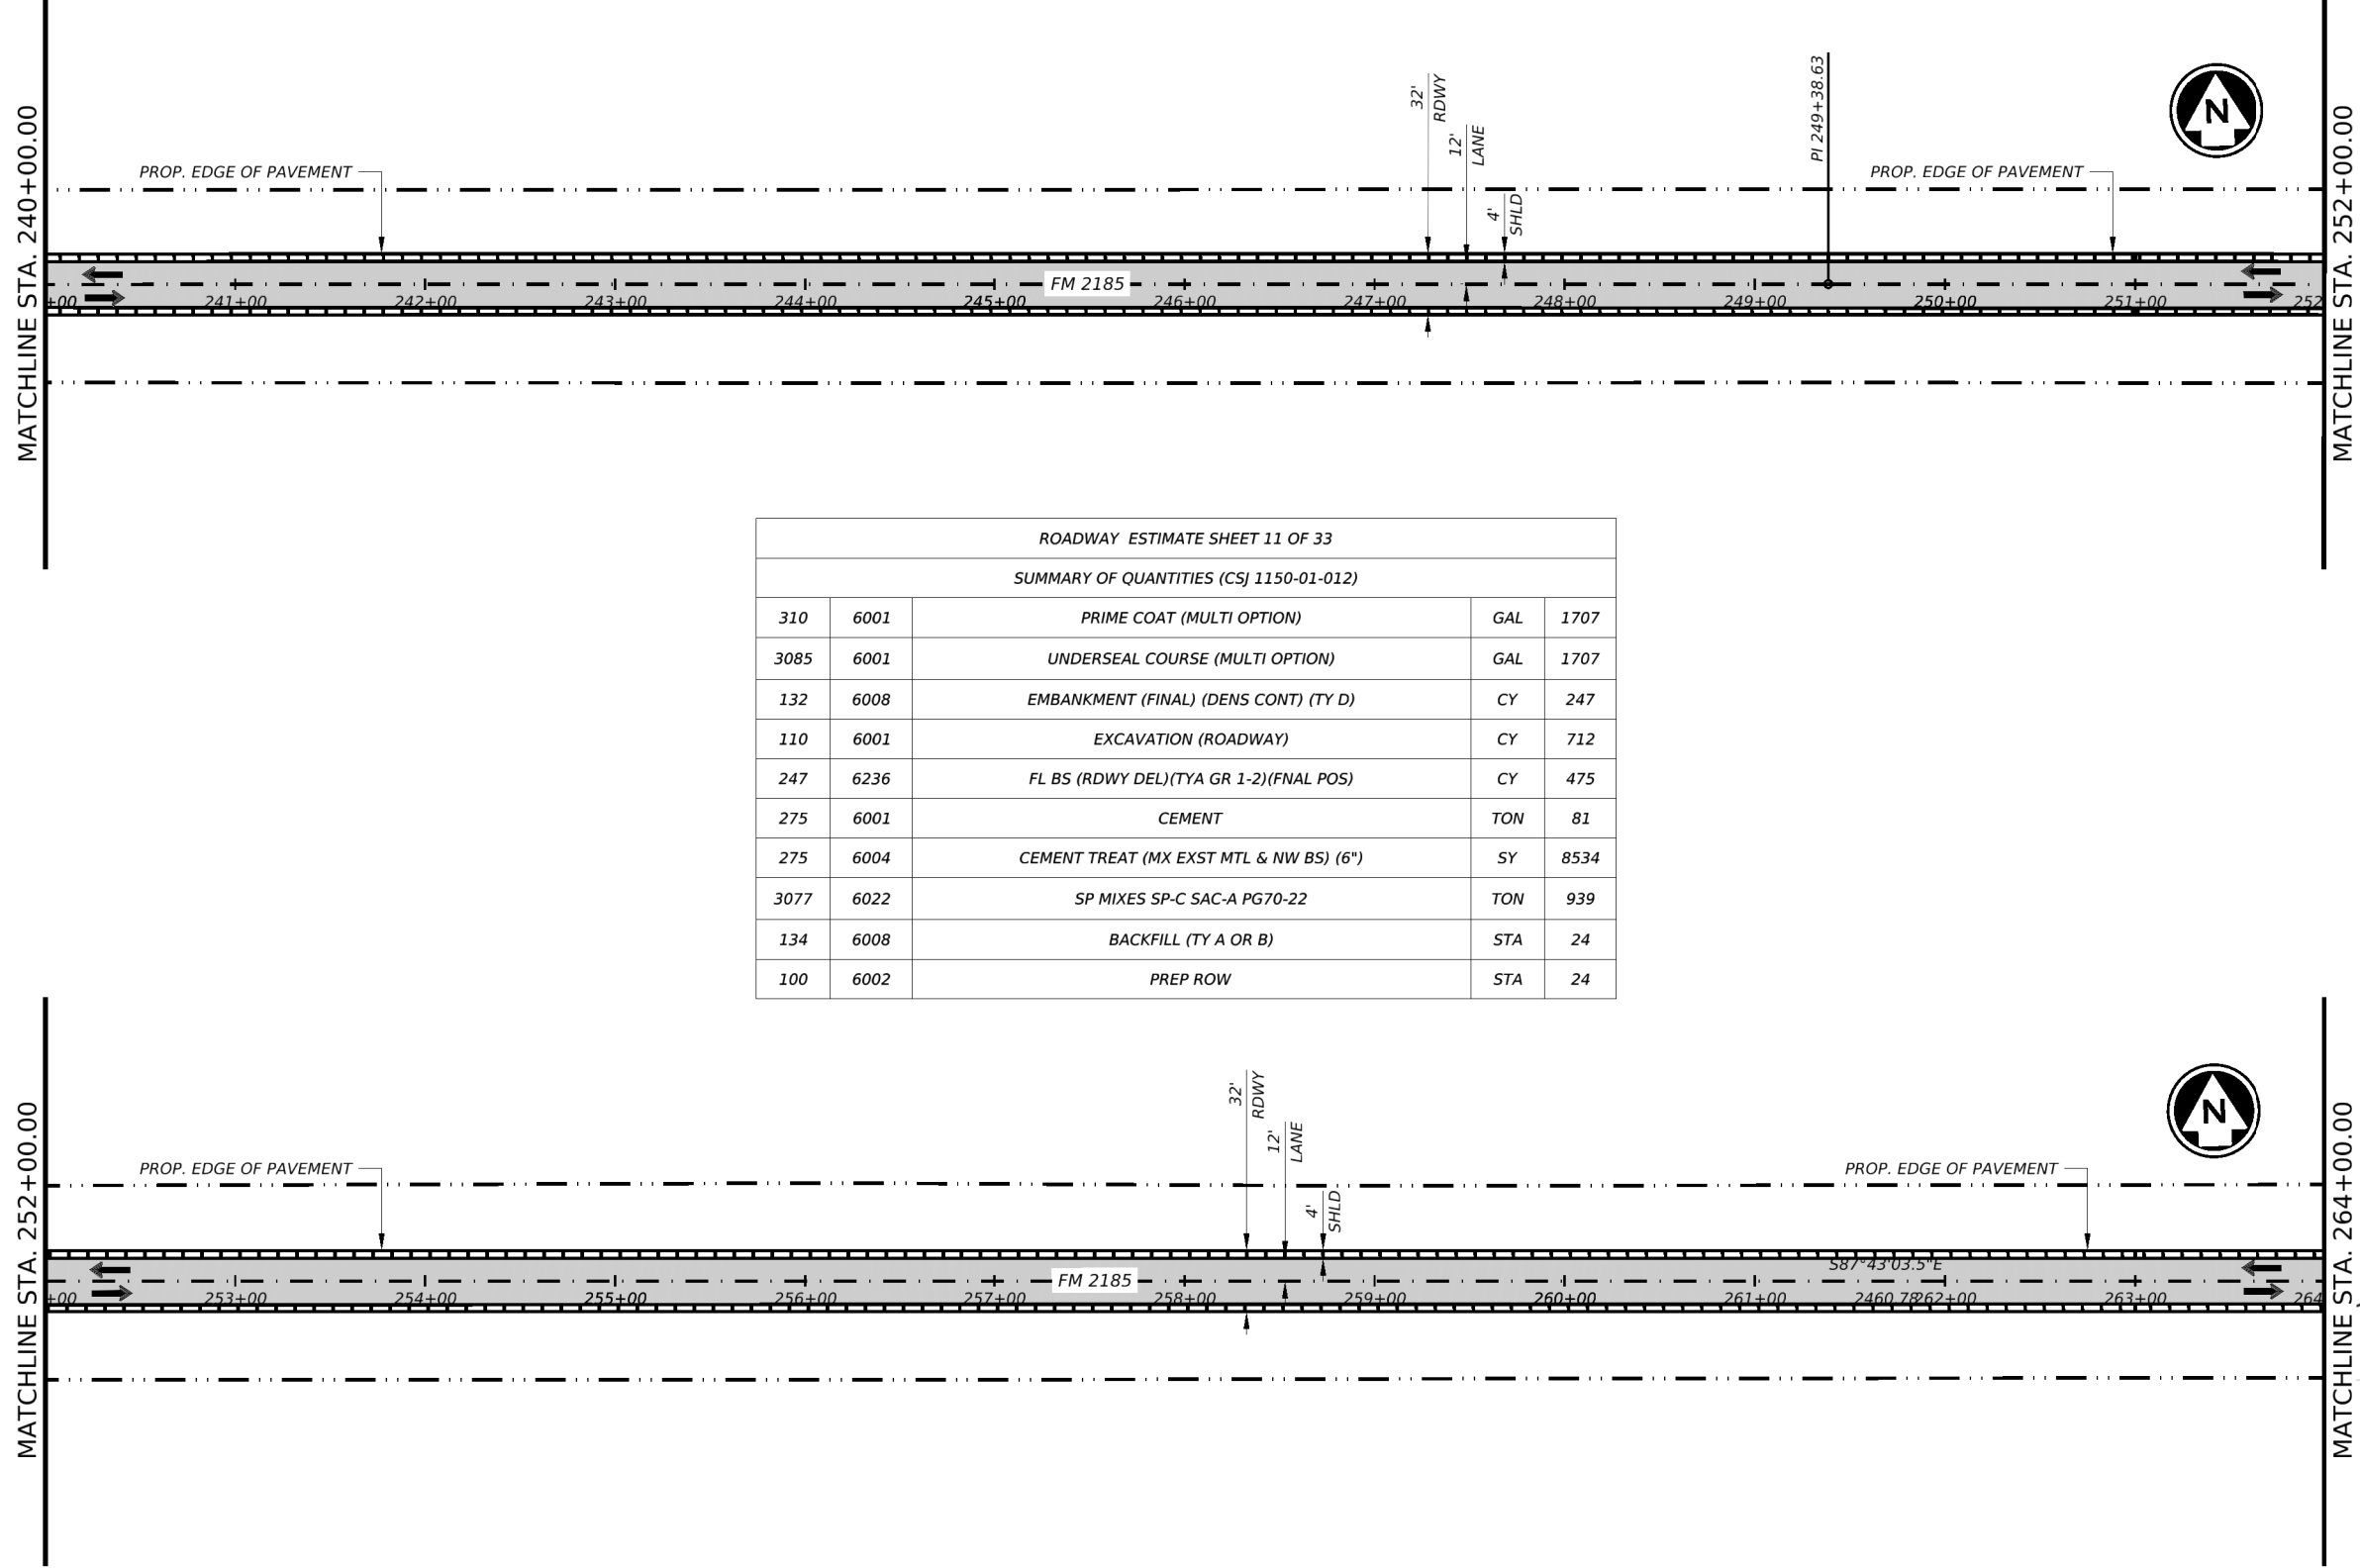 MATCHLINE STA. 240+00.00
32'
RDWY
12'
LANE
4'
SHLD
PI 249+38.63
N
PROP. EDGE OF PAVEMENT
PROP. EDGE OF PAVEMENT
FM 2185
+00
241+00
242+00
243+00
244+00
245+00
246+00
247+00
248+00
249+00
250+00
251+00
252
MATCHLINE STA. 252+00.00
ROADWAY ESTIMATE SHEET 11 OF 33
SUMMARY OF QUANTITIES (CSJ 1150-01-012)
310 6001 PRIME COAT (MULTI OPTION) GAL 1707
3085 6001 UNDERSEAL COURSE (MULTI OPTION) GAL 1707
132 6008 EMBANKMENT (FINAL) (DENS CONT) (TY D) CY 247
110 6001 EXCAVATION (ROADWAY) CY 712
247 6236 FL BS (RDWY DEL)(TYA GR 1-2)(FNAL POS) CY 475
275 6001 CEMENT TON 81
275 6004 CEMENT TREAT (MX EXST MTL & NW BS) (6") SY 8534
3077 6022 SP MIXES SP-C SAC-A PG70-22 TON 939
134 6008 BACKFILL (TY A OR B) STA 24
100 6002 PREP ROW STA 24
MATCHLINE STA. 252+00.00
32'
RDWY
12'
LANE
4'
SHLD
N
PROP. EDGE OF PAVEMENT
PROP. EDGE OF PAVEMENT
S87°43'03.5"E
FM 2185
+00
253+00
254+00
255+00
256+00
257+00
258+00
259+00
260+00
261+00
2460.78
262+00
263+00
264
MATCHLINE STA. 264+00.00